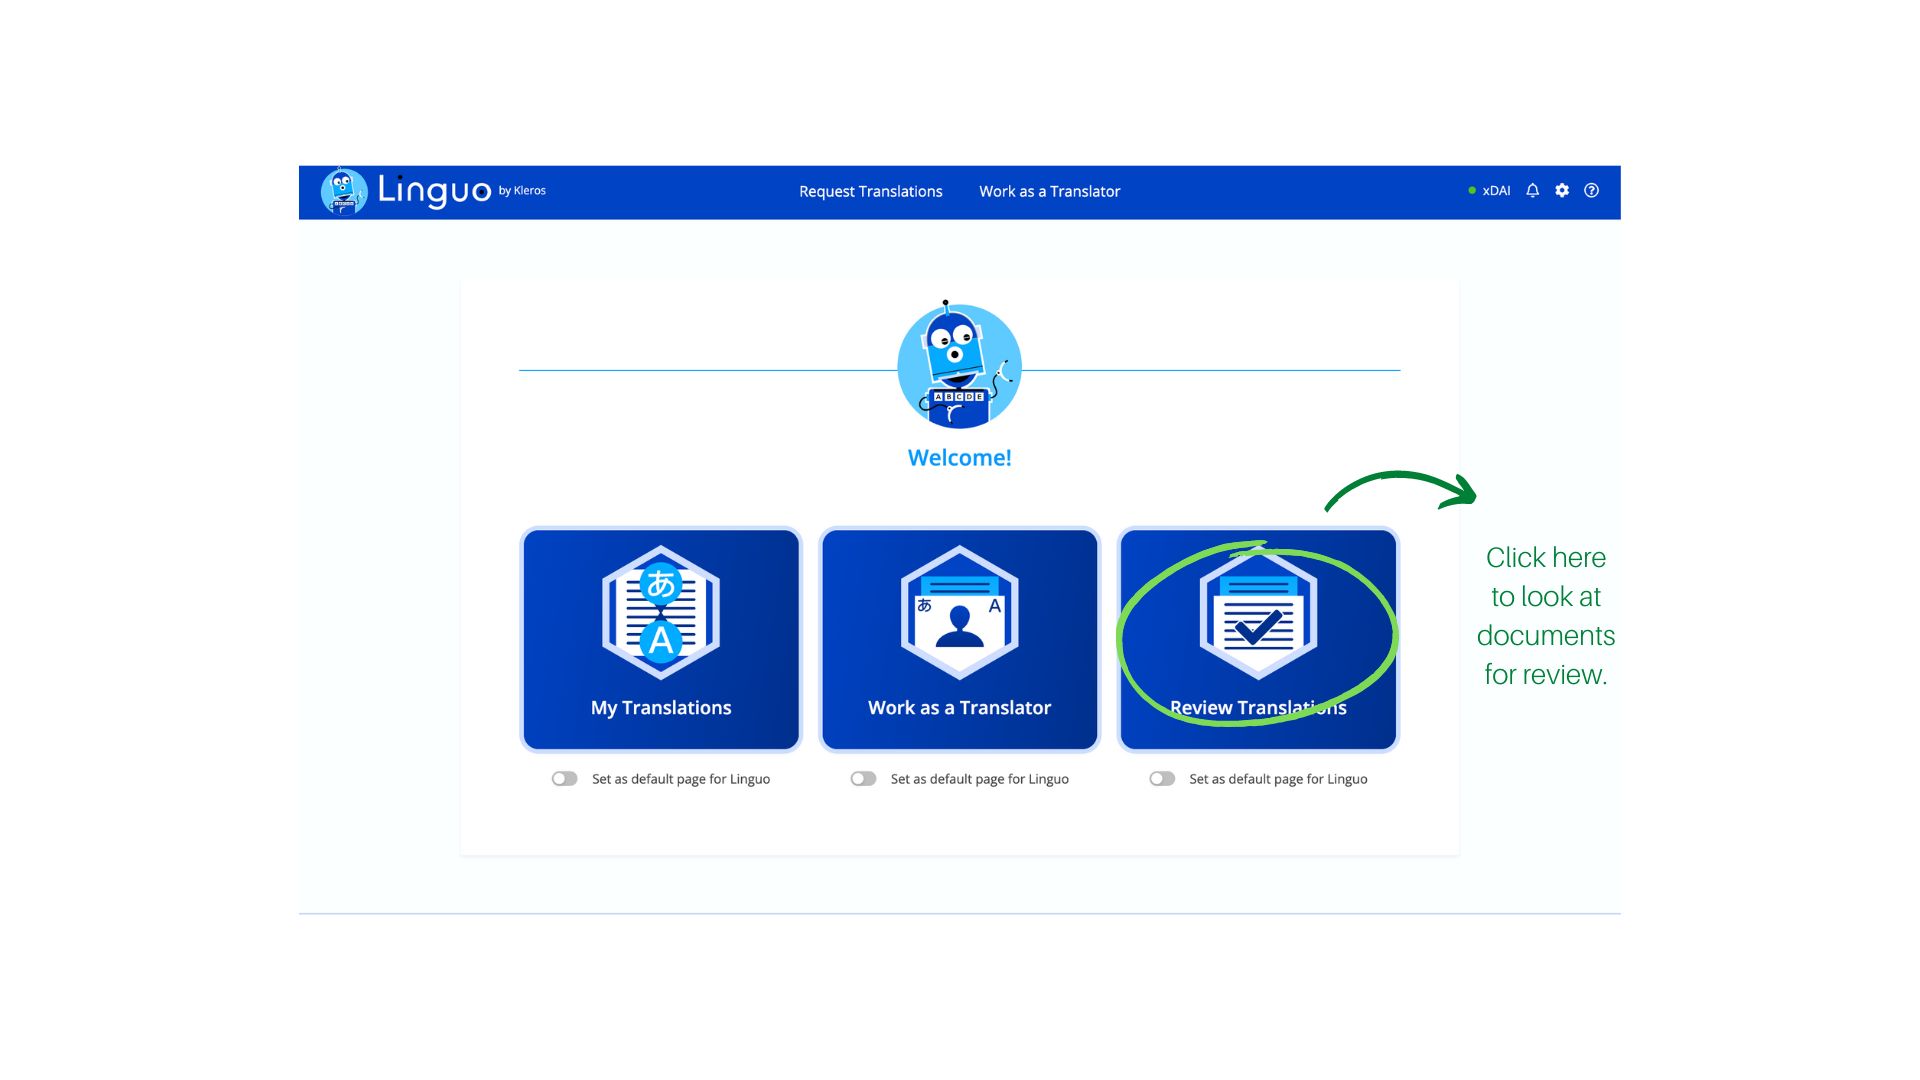 Linguo by Kleros
Request Translations
Work as a Translator
xDAI
ABCDE
Welcome!
あ
A
My Translations
あ A
Work as a Translator
Review Translations
Set as default page for Linguo
Set as default page for Linguo
Set as default page for Linguo
Click here
to look at
documents
for review.